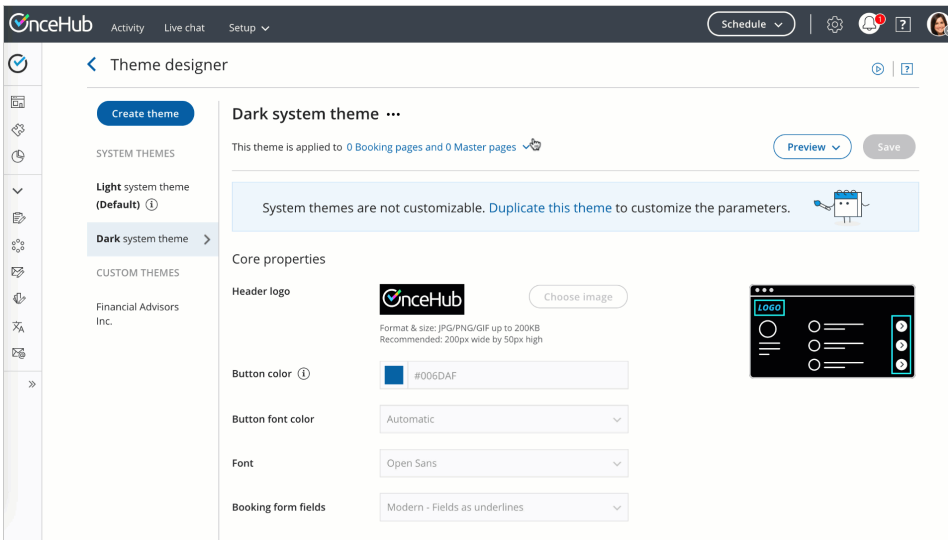 OnceHub
Activity Live chat Setup
Schedule
1
?
Theme designer
?
Create theme
SYSTEM THEMES
Light system theme
(Default) i
Dark system theme
CUSTOM THEMES
Financial Advisors
Inc.
Dark system theme
This theme is applied to 0 Booking pages and 0 Master pages
Preview
Save
System themes are not customizable. Duplicate this theme to customize the parameters.
Core properties
Header logo
OnceHub
Choose image
Format & size: JPG/PNG/GIF up to 200KB
Recommended: 200px wide by 50px high
LOGO
Button color i
#006DAF
Button font color
Automatic
Font
Open Sans
Booking form fields
Modern - Fields as underlines